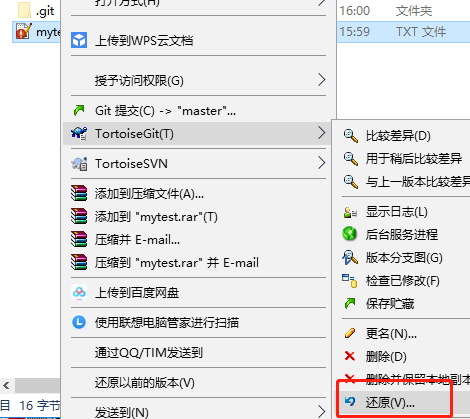 打开方式(H)
.git
16:00 文件夹
myte
15:59 TXT 文件
上传到WPS云文档
授予访问权限(G)
Git 提交(C) -> "master"...
TortoiseGit(T)
TortoiseSVN
添加到压缩文件(A)...
添加到 "mytest.rar"(T)
压缩并 E-mail...
压缩到 "mytest.rar" 并 E-mail
上传到百度网盘
使用联想电脑管家进行扫描
通过QQ/TIM发送到
还原以前的版本(V)
发送到(N)
目 16 字节
比较差异(D)
用于稍后比较差异
与上一版本比较差异
显示日志(L)
后台服务进程
版本分支图(G)
检查已修改(F)
保存贮藏
更名(N)...
删除(D)
删除并保留本地副本
还原(V)...